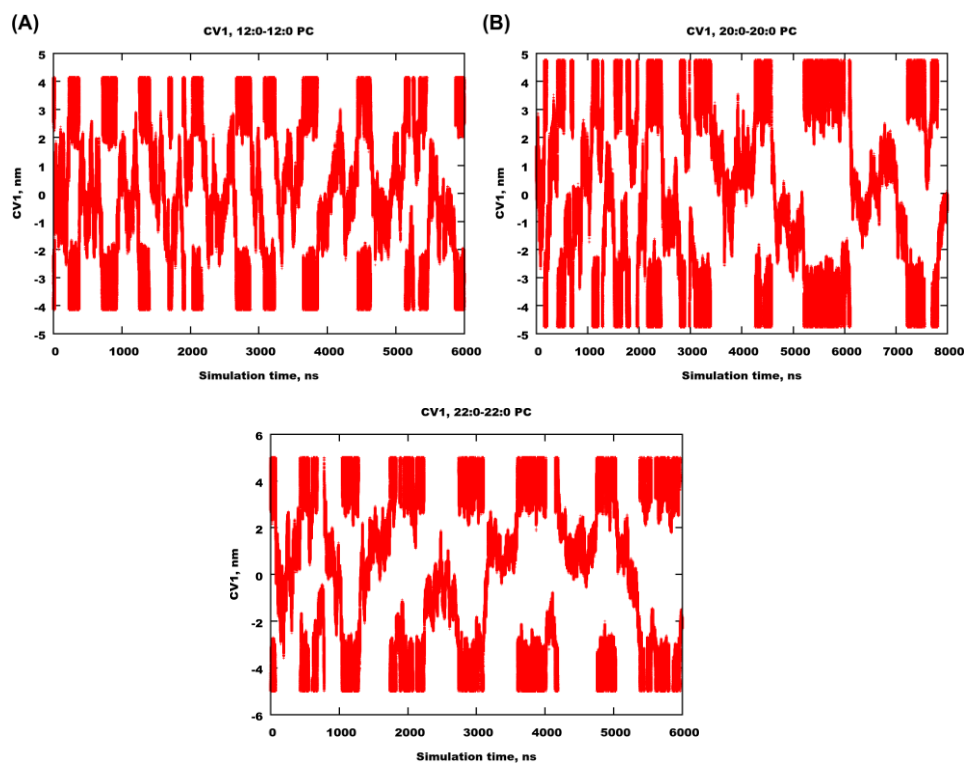 (A)
CV1, 12:0-12:0 PC
5
4
3
2
1
0
-1
-2
-3
-4
-5
CV1, nm
0 1000 2000 3000 4000 5000 6000
Simulation time, ns
(B)
CV1, 20:0-20:0 PC
5
4
3
2
1
0
-1
-2
-3
-4
-5
CV1, nm
0 1000 2000 3000 4000 5000 6000 7000 8000
Simulation time, ns
CV1, 22:0-22:0 PC
6
4
2
0
-2
-4
-6
CV1, nm
0 1000 2000 3000 4000 5000 6000
Simulation time, ns